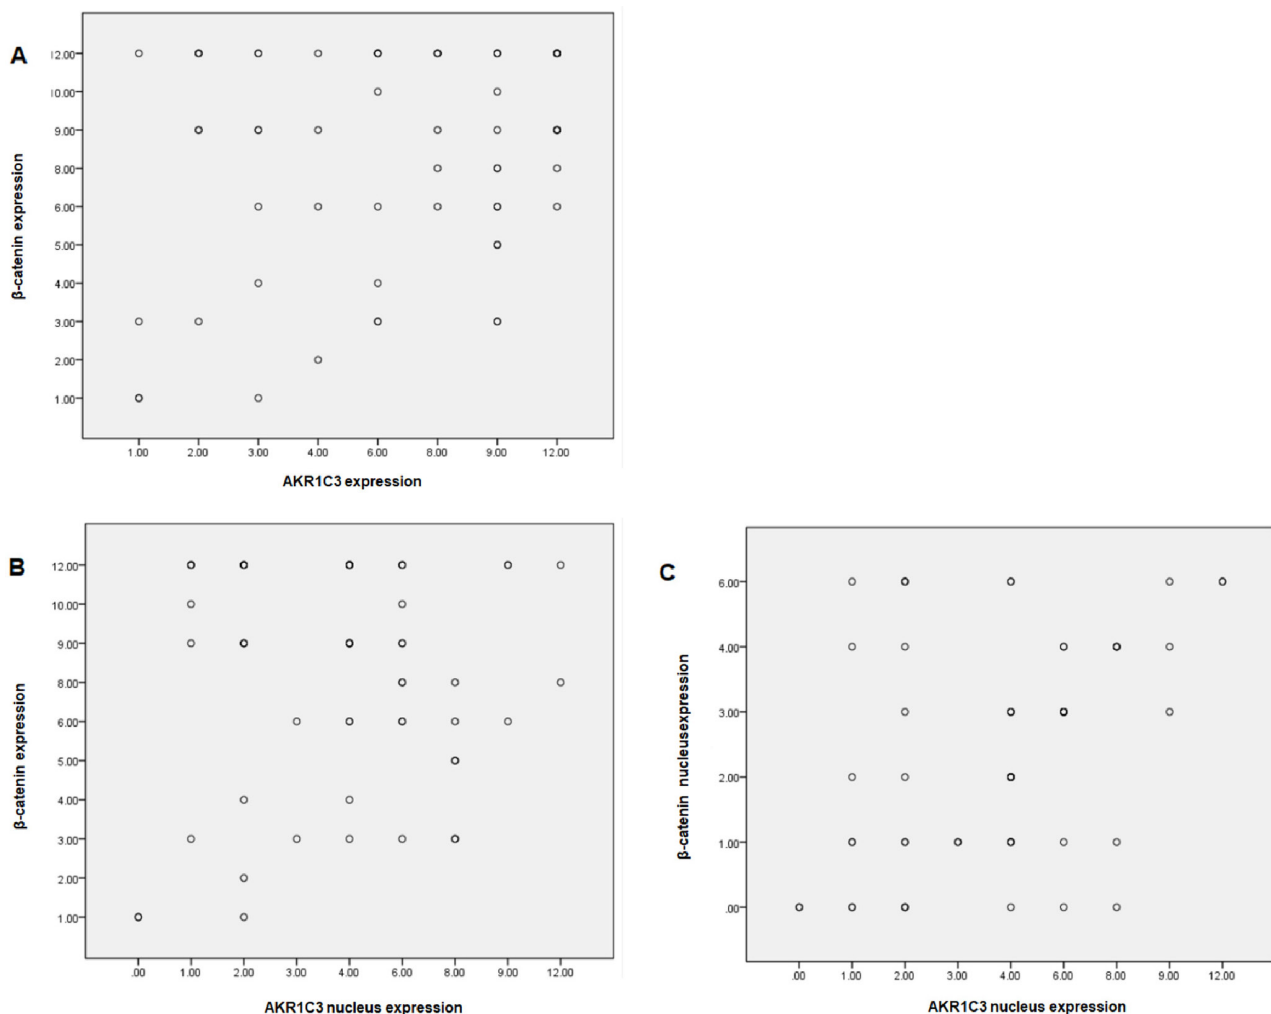 A
12.00
10.00
9.00
8.00
6.00
5.00
4.00
3.00
2.00
1.00
β-catenin expression
1.00 2.00 3.00 4.00 6.00 8.00 9.00 12.00
AKR1C3 expression
B
12.00
10.00
9.00
8.00
6.00
5.00
4.00
3.00
2.00
1.00
β-catenin expression
.00 1.00 2.00 3.00 4.00 6.00 8.00 9.00 12.00
AKR1C3 nucleus expression
C
6.00
4.00
3.00
2.00
1.00
.00
β-catenin nucleusexpression
.00 1.00 2.00 3.00 4.00 6.00 8.00 9.00 12.00
AKR1C3 nucleus expression